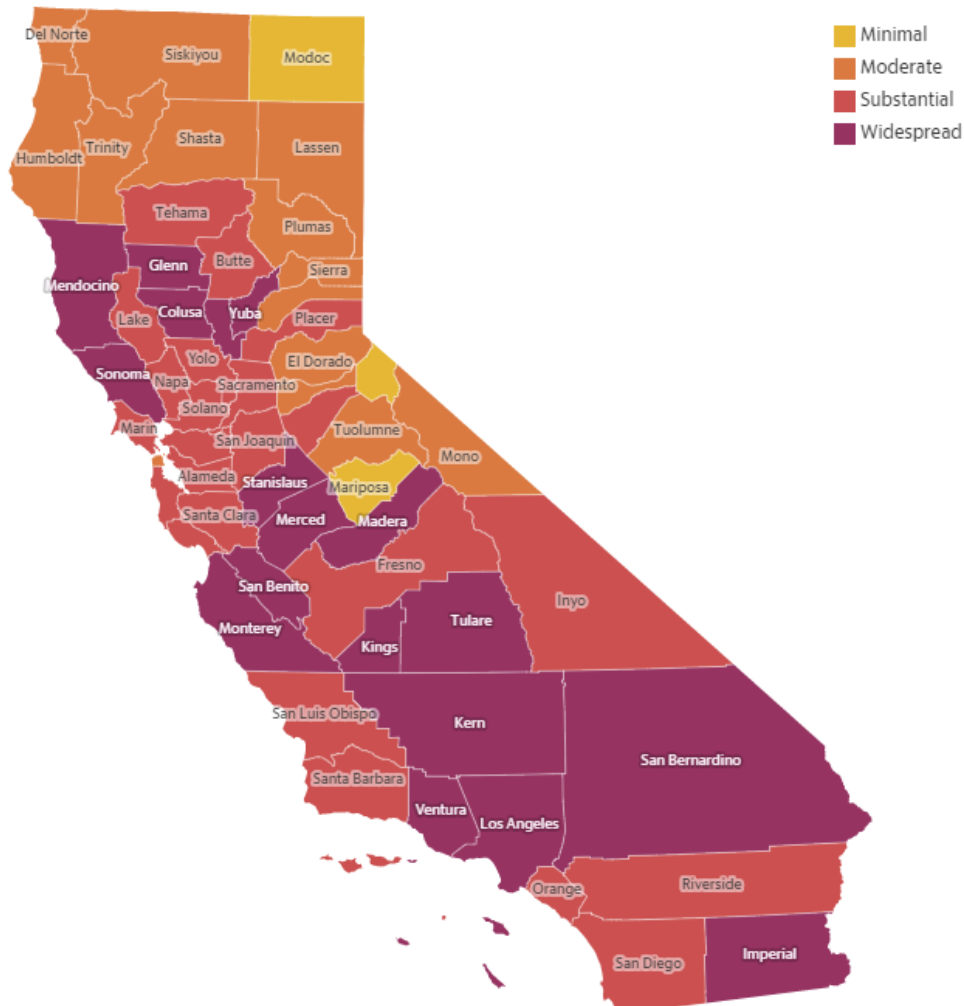 Minimal
Moderate
Substantial
Widespread
Del Norte
Siskiyou
Modoc
Humboldt
Trinity
Shasta
Lassen
Tehama
Plumas
Butte
Glenn
Sierra
Mendocino
Colusa
Yuba
Lake
Placer
Yolo
El Dorado
Sonoma
Napa
Sacramento
Solano
Marin
San Joaquin
Tuolumne
Mono
Alameda
Stanislaus
Mariposa
Santa Clara
Merced
Madera
Fresno
San Benito
Inyo
Monterey
Tulare
Kings
San Luis Obispo
Kern
San Bernardino
Santa Barbara
Ventura
Los Angeles
Orange
Riverside
San Diego
Imperial